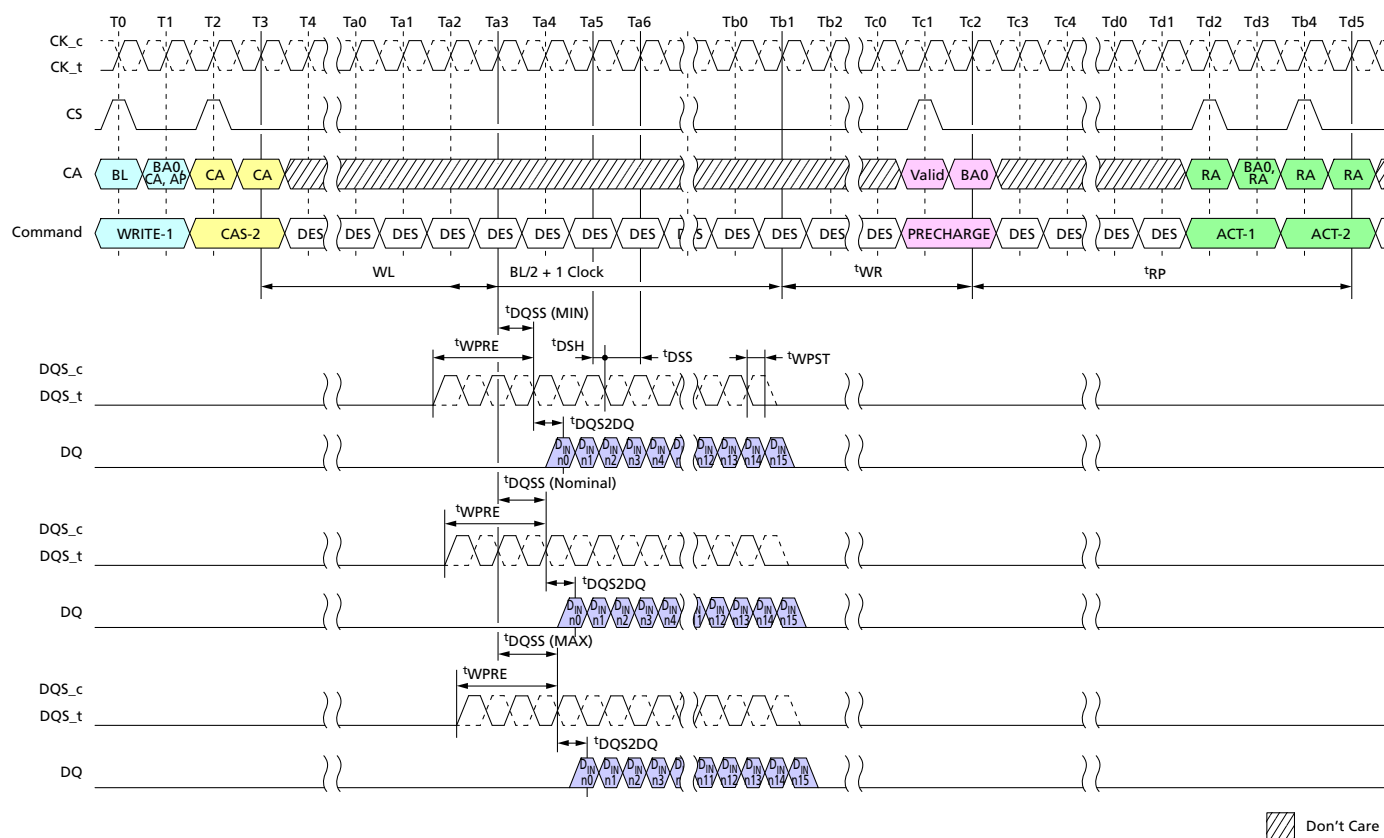 T0 T1 T2 T3 T4 Ta0 Ta1 Ta2 Ta3 Ta4 Ta5 Ta6 Tb0 Tb1 Tb2 Tc0 Tc1 Tc2 Tc3 Tc4 Td0 Td1 Td2 Td3 Tb4 Td5
CK_c
CK_t
CS
CA BL BA0, CA, AP CA CA Valid BA0 RA BA0, RA RA RA
Command WRITE-1 CAS-2 DES DES DES DES DES DES DES DES DES DES DES DES DES PRECHARGE DES DES DES DES ACT-1 ACT-2
WL BL/2 + 1 Clock tWR tRP
tDQSS (MIN)
tWPRE tDSH tDSS tWPST
DQS_c
DQS_t
tDQS2DQ
DQ DIN n0 DIN n1 DIN n2 DIN n3 DIN n4 DIN n12 DIN n13 DIN n14 DIN n15
tDQSS (Nominal)
tWPRE
DQS_c
DQS_t
tDQS2DQ
DQ DIN n0 DIN n1 DIN n2 DIN n3 DIN n4 DIN n12 DIN n13 DIN n14 DIN n15
tDQSS (MAX)
tWPRE
DQS_c
DQS_t
tDQS2DQ
DQ DIN n0 DIN n1 DIN n2 DIN n3 DIN n11 DIN n12 DIN n13 DIN n14 DIN n15
Don't Care